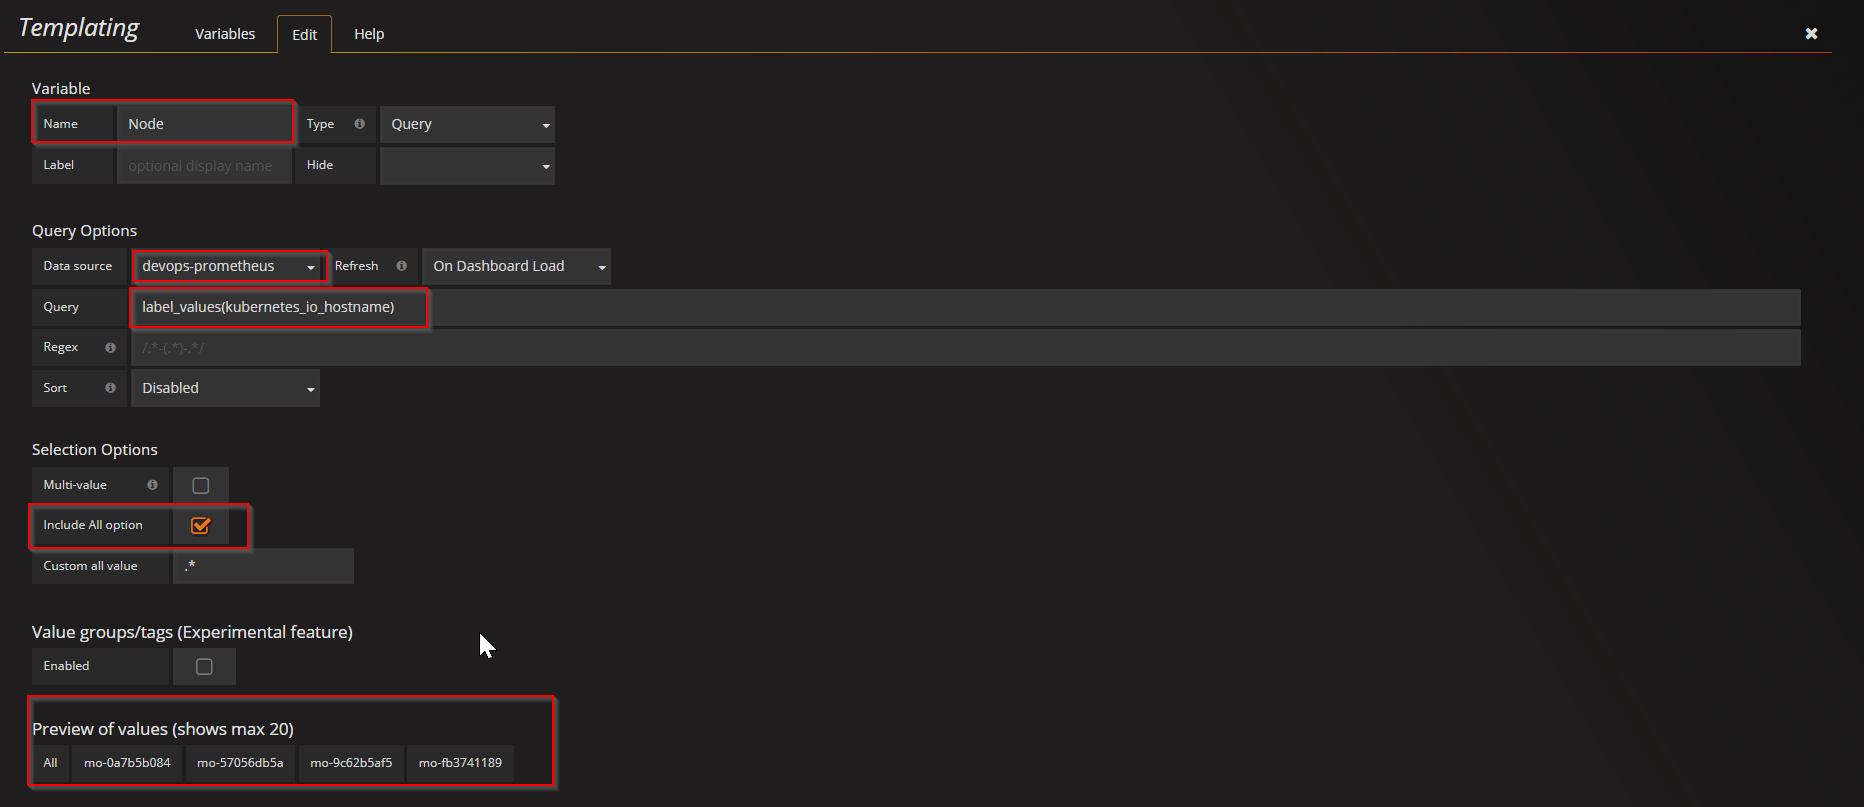 Templating Variables Edit Help
Variable
Name Node Type Query
Label optional display name Hide
Query Options
Data source devops-prometheus Refresh On Dashboard Load
Query label_values(kubernetes_io_hostname)
Regex /.*-(.*)-.*/
Sort Disabled
Selection Options
Multi-value
Include All option
Custom all value .*
Value groups/tags (Experimental feature)
Enabled
Preview of values (shows max 20)
All mo-0a7b5b084 mo-57056db5a mo-9c62b5af5 mo-fb3741189